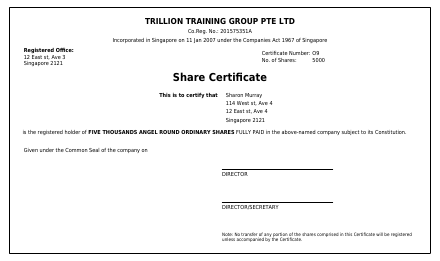 TRILLION TRAINING GROUP PTE LTD
Co.Reg. No.: 201575351A
Incorporated in Singapore on 11 Jan 2007 under the Companies Act 1967 of Singapore
Registered Office:
12 East st, Ave 3
Singapore 2121
Certificate Number: O9
No. of Shares: 5000
Share Certificate
This is to certify that Sharon Murray
114 West st, Ave 4
12 East st, Ave 4
Singapore 2121
is the registered holder of FIVE THOUSANDS ANGEL ROUND ORDINARY SHARES FULLY PAID in the above-named company subject to its Constitution.
Given under the Common Seal of the company on
DIRECTOR
DIRECTOR/SECRETARY
Note: No transfer of any portion of the shares comprised in this Certificate will be registered
unless accompanied by the Certificate.